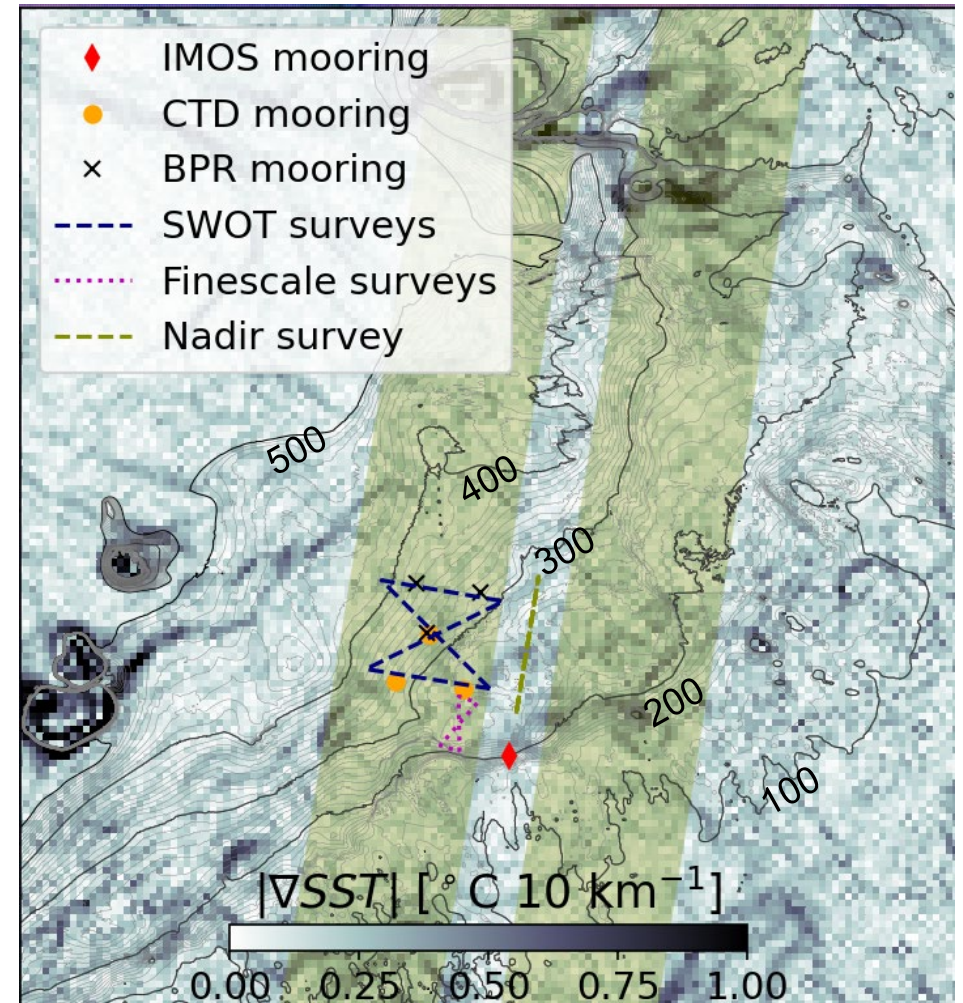 IMOS mooring
CTD mooring
BPR mooring
SWOT surveys
Finescale surveys
Nadir survey
500
400
300
200
100
|∇SST| [° C 10 km⁻¹]
0.00 0.25 0.50 0.75 1.00